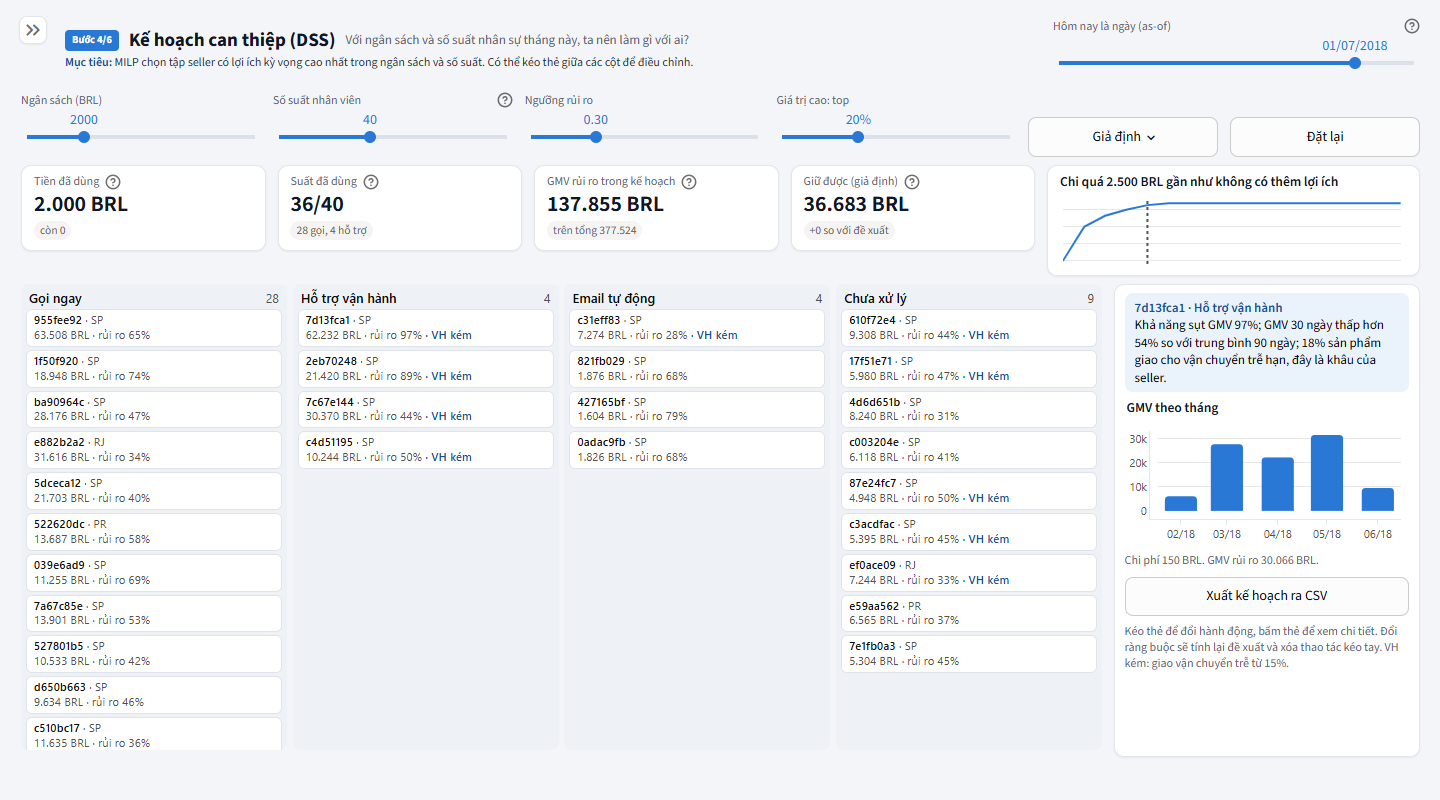 Bước 4/6 Kế hoạch can thiệp (DSS) Với ngân sách và số suất nhân sự tháng này, ta nên làm gì với ai?
Mục tiêu: MILP chọn tập seller có lợi ích kỳ vọng cao nhất trong ngân sách và số suất. Có thể kéo thẻ giữa các cột để điều chỉnh.
Hôm nay là ngày (as-of)
01/07/2018
Ngân sách (BRL)
2000
Số suất nhân viên
40
Ngưỡng rủi ro
0.30
Giá trị cao: top
20%
Giả định
Đặt lại
Tiền đã dùng
2.000 BRL
còn 0
Suất đã dùng
36/40
28 gọi, 4 hỗ trợ
GMV rủi ro trong kế hoạch
137.855 BRL
trên tổng 377.524
Giữ được (giả định)
36.683 BRL
+0 so với đề xuất
Chi quá 2.500 BRL gần như không có thêm lợi ích
Gọi ngay 28
955fee92 · SP
63.508 BRL · rủi ro 65%
1f50f920 · SP
18.948 BRL · rủi ro 74%
ba90964c · SP
28.176 BRL · rủi ro 47%
e882b2a2 · RJ
31.616 BRL · rủi ro 34%
5dceca12 · SP
21.703 BRL · rủi ro 40%
522620dc · PR
13.687 BRL · rủi ro 58%
039e6ad9 · SP
11.255 BRL · rủi ro 69%
7a67c85e · SP
13.901 BRL · rủi ro 53%
527801b5 · SP
10.533 BRL · rủi ro 42%
d650b663 · SP
9.634 BRL · rủi ro 46%
c510bc17 · SP
11.635 BRL · rủi ro 36%
Hỗ trợ vận hành 4
7d13fca1 · SP
62.232 BRL · rủi ro 97% · VH kém
2eb70248 · SP
21.420 BRL · rủi ro 89% · VH kém
7c67e144 · SP
30.370 BRL · rủi ro 44% · VH kém
c4d51195 · SP
10.244 BRL · rủi ro 50% · VH kém
Email tự động 4
c31eff83 · SP
7.274 BRL · rủi ro 28% · VH kém
821fb029 · SP
1.876 BRL · rủi ro 68%
427165bf · SP
1.604 BRL · rủi ro 79%
0adac9fb · SP
1.826 BRL · rủi ro 68%
Chưa xử lý 9
610f72e4 · SP
9.308 BRL · rủi ro 44% · VH kém
17f51e71 · SP
5.980 BRL · rủi ro 47% · VH kém
4d6d651b · SP
8.240 BRL · rủi ro 31%
c003204e · SP
6.118 BRL · rủi ro 41%
87e24fc7 · SP
4.948 BRL · rủi ro 50% · VH kém
c3acdfac · SP
5.395 BRL · rủi ro 45% · VH kém
ef0ace09 · RJ
7.244 BRL · rủi ro 33% · VH kém
e59aa562 · PR
6.565 BRL · rủi ro 37%
7e1fb0a3 · SP
5.304 BRL · rủi ro 45%
7d13fca1 · Hỗ trợ vận hành
Khả năng sụt GMV 97%; GMV 30 ngày thấp hơn
54% so với trung bình 90 ngày; 18% sản phẩm
giao cho vận chuyển trễ hạn, đây là khâu của
seller.
GMV theo tháng
30k
20k
10k
0
02/18 03/18 04/18 05/18 06/18
Chi phí 150 BRL. GMV rủi ro 30.066 BRL.
Xuất kế hoạch ra CSV
Kéo thẻ để đổi hành động, bấm thẻ để xem chi tiết. Đổi
ràng buộc sẽ tính lại đề xuất và xóa thao tác kéo tay. VH
kém: giao vận chuyển trễ từ 15%.